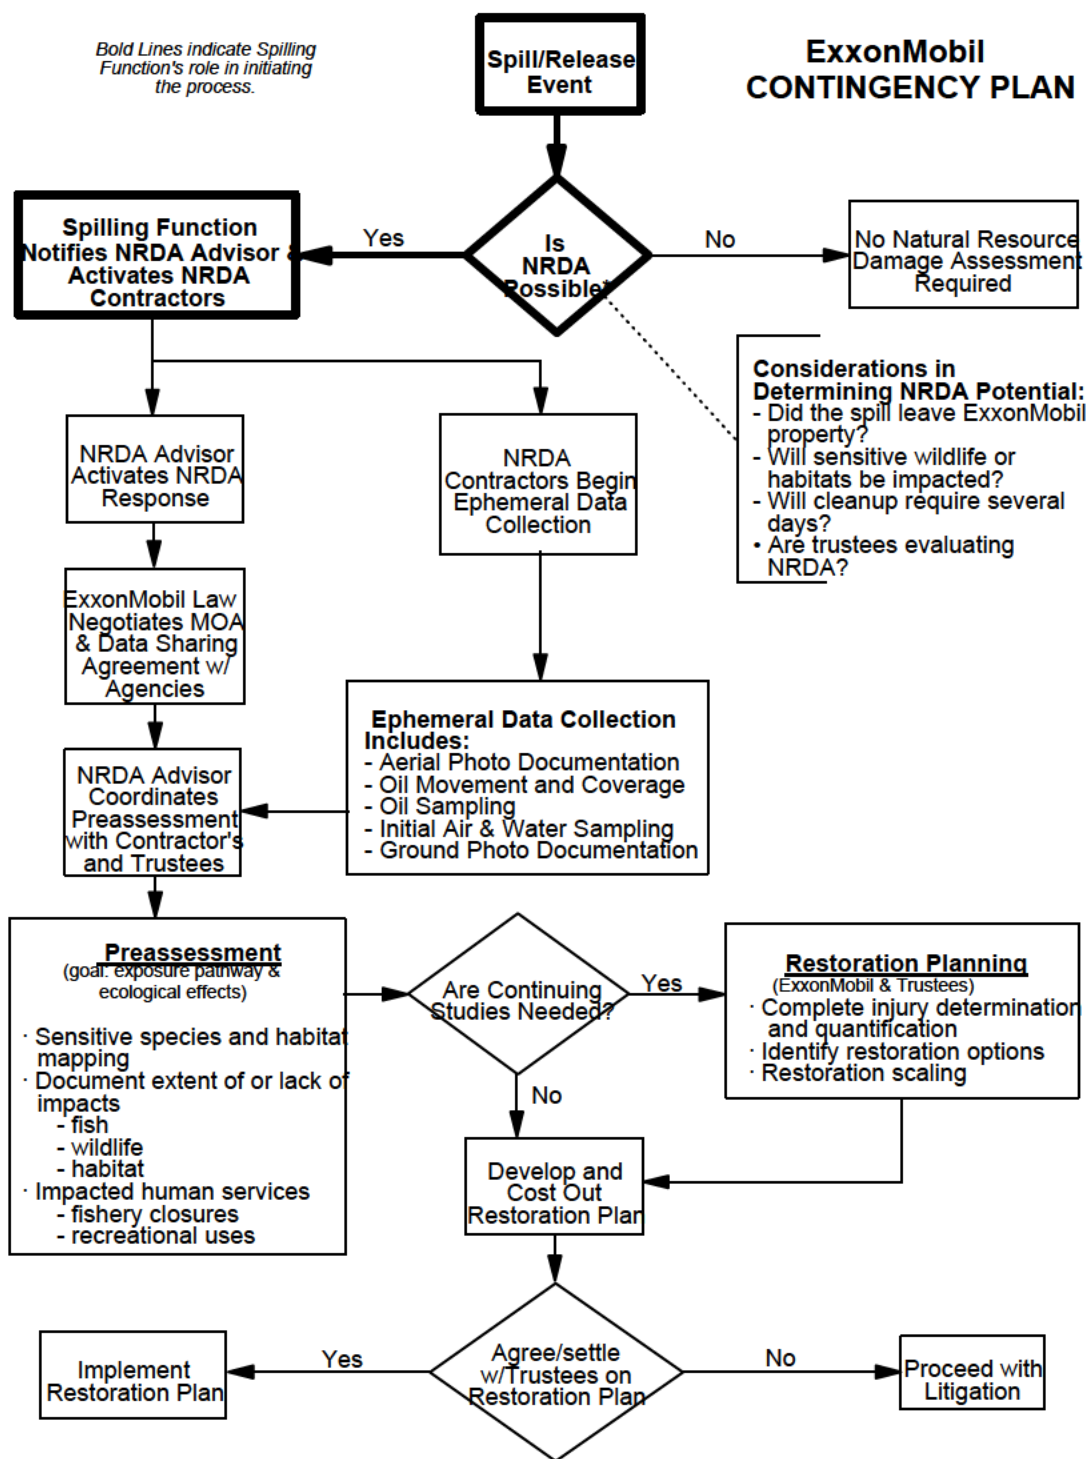 Bold Lines indicate Spilling
Function's role in initiating
the process.
Spill/Release
Event
ExxonMobil
CONTINGENCY PLAN
Spilling Function
Notifies NRDA Advisor &
Activates NRDA
Contractors
Yes
Is
NRDA
Possible*
No
No Natural Resource
Damage Assessment
Required
Considerations in
Determining NRDA Potential:
- Did the spill leave ExxonMobil
property?
- Will sensitive wildlife or
habitats be impacted?
- Will cleanup require several
days?
• Are trustees evaluating
NRDA?
NRDA Advisor
Activates NRDA
Response
NRDA
Contractors Begin
Ephemeral Data
Collection
ExxonMobil Law
Negotiates MOA
& Data Sharing
Agreement w/
Agencies
Ephemeral Data Collection
Includes:
- Aerial Photo Documentation
- Oil Movement and Coverage
- Oil Sampling
- Initial Air & Water Sampling
- Ground Photo Documentation
NRDA Advisor
Coordinates
Preassessment
with Contractor's
and Trustees
Preassessment
(goal: exposure pathway &
ecological effects)
· Sensitive species and habitat
mapping
· Document extent of or lack of
impacts
- fish
- wildlife
- habitat
· Impacted human services
- fishery closures
- recreational uses
Are Continuing
Studies Needed?
Yes
No
Restoration Planning
(ExxonMobil & Trustees)
· Complete injury determination
and quantification
· Identify restoration options
· Restoration scaling
Develop and
Cost Out
Restoration Plan
Agree/settle
w/Trustees on
Restoration Plan
Yes
Implement
Restoration Plan
No
Proceed with
Litigation